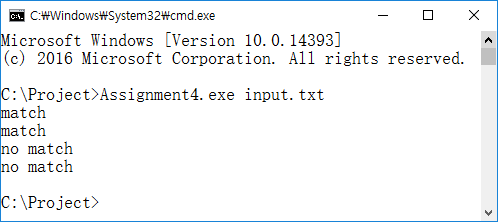 C:₩Windows₩System32₩cmd.exe
Microsoft Windows [Version 10.0.14393]
(c) 2016 Microsoft Corporation. All rights reserved.
C:\Project>Assignment4.exe input.txt
match
match
no match
no match
C:\Project>